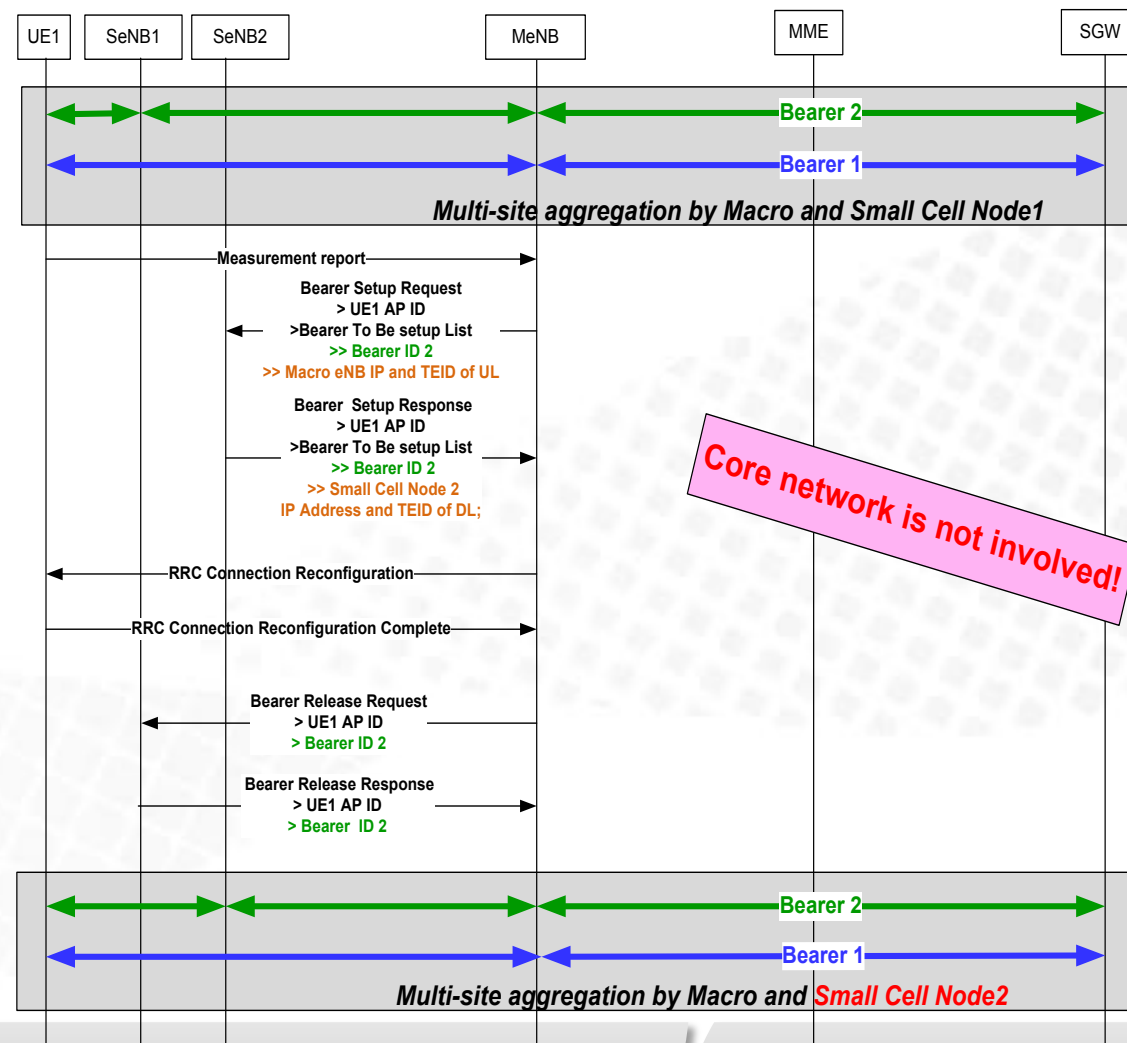 UE1
SeNB1
SeNB2
MeNB
MME
SGW
Bearer 2
Bearer 1
Multi-site aggregation by Macro and Small Cell Node1
Measurement report
Bearer Setup Request
> UE1 AP ID
>Bearer To Be setup List
>> Bearer ID 2
>> Macro eNB IP and TEID of UL
Bearer Setup Response
> UE1 AP ID
>Bearer To Be setup List
>> Bearer ID 2
>> Small Cell Node 2
IP Address and TEID of DL;
Core network is not involved!
RRC Connection Reconfiguration
RRC Connection Reconfiguration Complete
Bearer Release Request
> UE1 AP ID
> Bearer ID 2
Bearer Release Response
> UE1 AP ID
> Bearer ID 2
Bearer 2
Bearer 1
Multi-site aggregation by Macro and Small Cell Node2